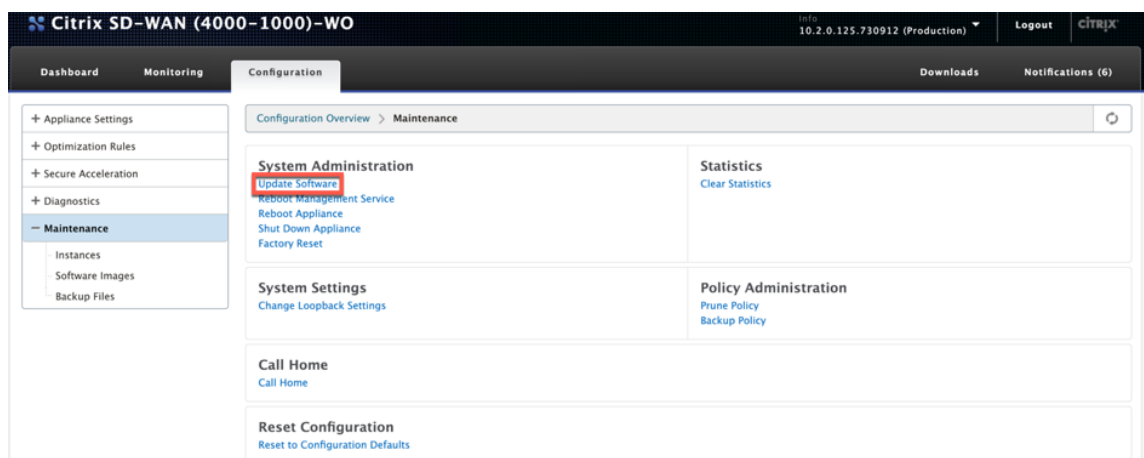 Citrix SD-WAN (4000-1000)-WO
Info
10.2.0.125.730912 (Production)
Logout
CITRIX
Dashboard Monitoring Configuration Downloads Notifications (6)
+ Appliance Settings
+ Optimization Rules
+ Secure Acceleration
+ Diagnostics
− Maintenance
Instances
Software Images
Backup Files
Configuration Overview > Maintenance
System Administration
Update Software
Reboot Management Service
Reboot Appliance
Shut Down Appliance
Factory Reset
Statistics
Clear Statistics
System Settings
Change Loopback Settings
Policy Administration
Prune Policy
Backup Policy
Call Home
Call Home
Reset Configuration
Reset to Configuration Defaults